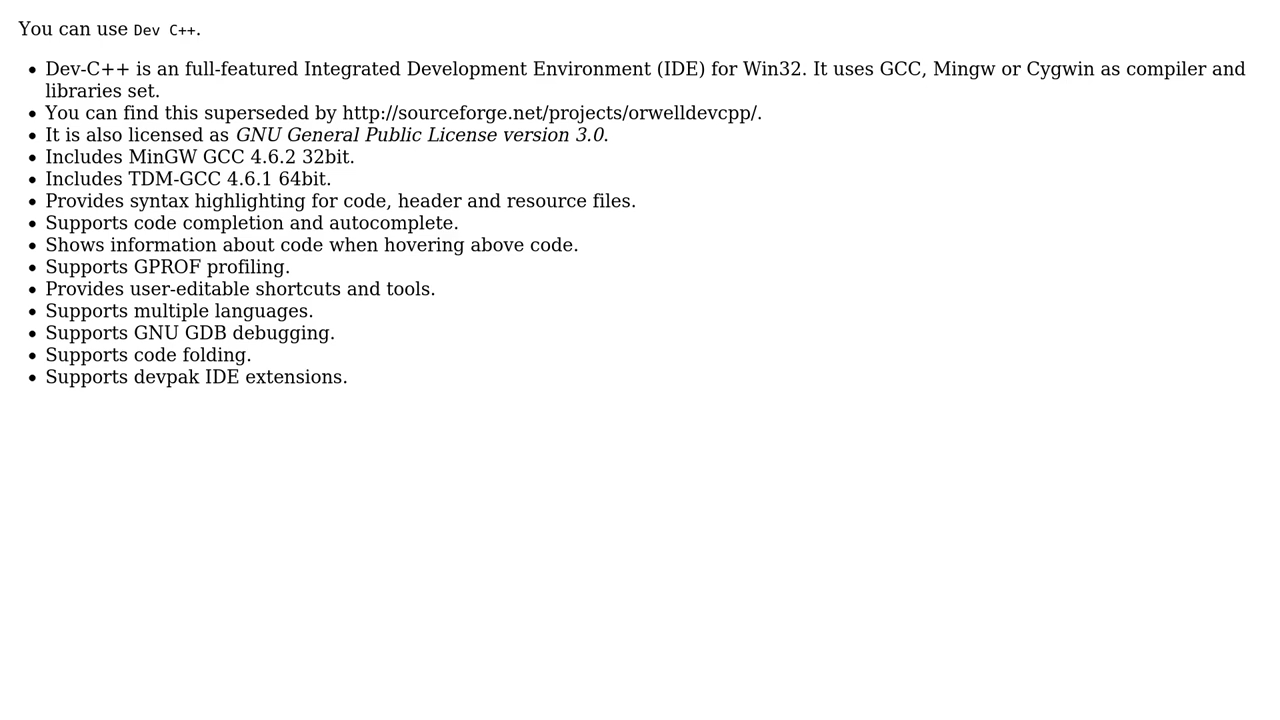 You can use Dev C++.
• Dev-C++ is an full-featured Integrated Development Environment (IDE) for Win32. It uses GCC, Mingw or Cygwin as compiler and
libraries set.
• You can find this superseded by http://sourceforge.net/projects/orwelldevcpp/.
• It is also licensed as GNU General Public License version 3.0.
• Includes MinGW GCC 4.6.2 32bit.
• Includes TDM-GCC 4.6.1 64bit.
• Provides syntax highlighting for code, header and resource files.
• Supports code completion and autocomplete.
• Shows information about code when hovering above code.
• Supports GPROF profiling.
• Provides user-editable shortcuts and tools.
• Supports multiple languages.
• Supports GNU GDB debugging.
• Supports code folding.
• Supports devpak IDE extensions.